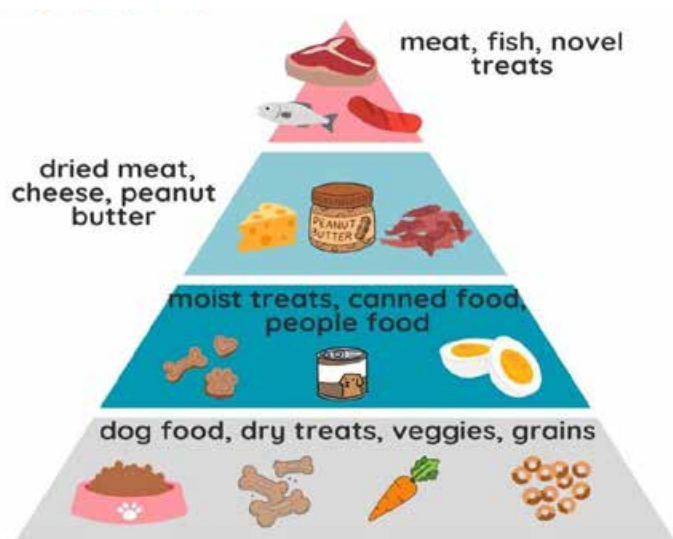 meat, fish, novel
treats
dried meat,
cheese, peanut
butter
PEANUT
BUTTER
moist treats, canned food,
people food
dog food, dry treats, veggies, grains